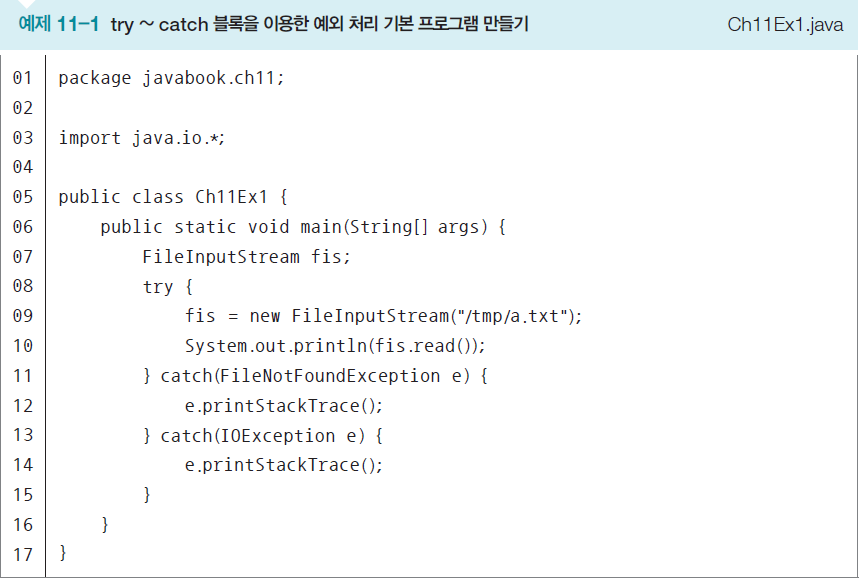 예제 11-1 try ~ catch 블록을 이용한 예외 처리 기본 프로그램 만들기 Ch11Ex1.java
01 package javabook.ch11;
02
03 import java.io.*;
04
05 public class Ch11Ex1 {
06     public static void main(String[] args) {
07         FileInputStream fis;
08         try {
09             fis = new FileInputStream("/tmp/a.txt");
10             System.out.println(fis.read());
11         } catch(FileNotFoundException e) {
12             e.printStackTrace();
13         } catch(IOException e) {
14             e.printStackTrace();
15         }
16     }
17 }